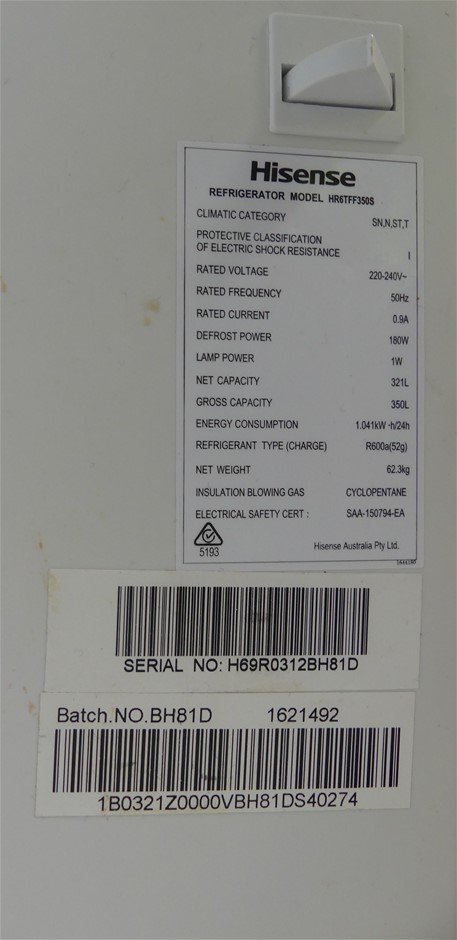 Hisense
REFRIGERATOR MODEL HR6TFF350S
CLIMATIC CATEGORY SN,N,ST,T
PROTECTIVE CLASSIFICATION
OF ELECTRIC SHOCK RESISTANCE I
RATED VOLTAGE 220-240V~
RATED FREQUENCY 50Hz
RATED CURRENT 0.9A
DEFROST POWER 180W
LAMP POWER 1W
NET CAPACITY 321L
GROSS CAPACITY 350L
ENERGY CONSUMPTION 1.041kW·h/24h
REFRIGERANT TYPE (CHARGE) R600a(52g)
NET WEIGHT 62.3kg
INSULATION BLOWING GAS CYCLOPENTANE
ELECTRICAL SAFETY CERT : SAA-150794-EA
5193 Hisense Australia Pty Ltd.
SERIAL NO: H69R0312BH81D
Batch.NO.BH81D 1621492
1B0321Z0000VBH81DS40274